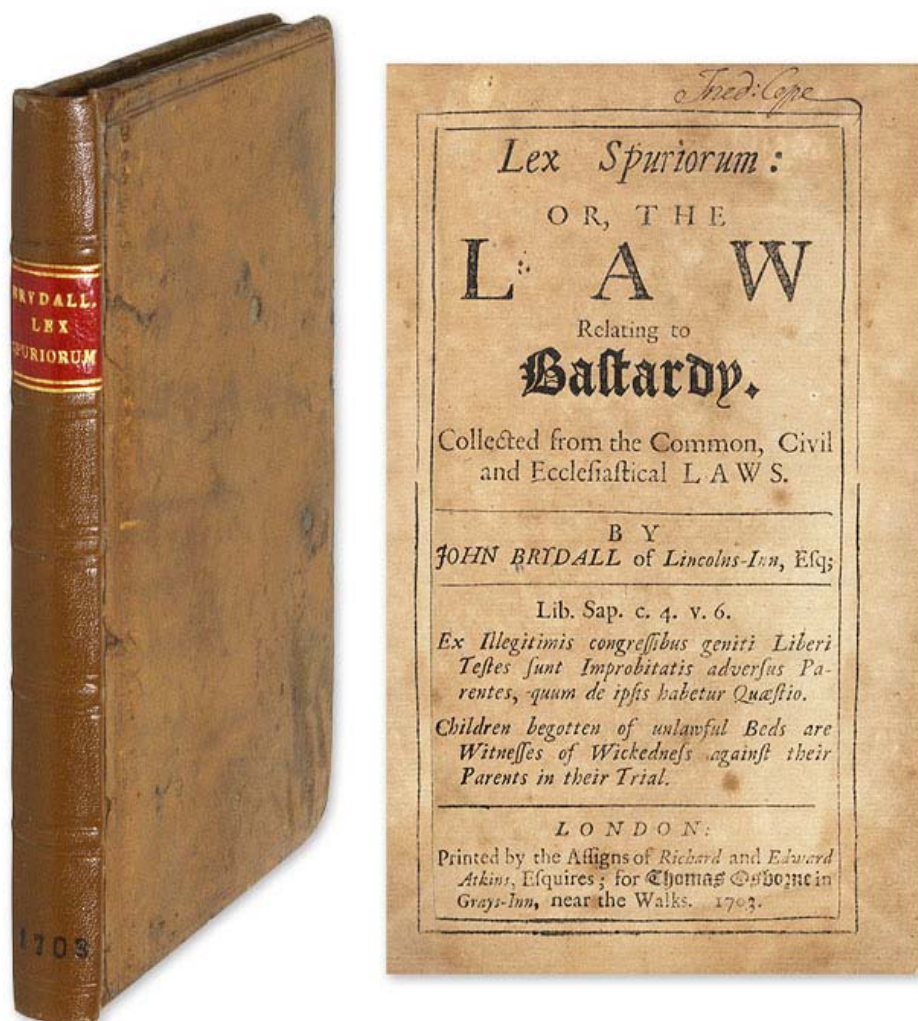 BRYDALL.
LEX
SPURIORUM
1703
Fred: Cope
Lex Spuriorum:
OR, THE
LAW
Relating to
Baſtardy.
Collected from the Common, Civil
and Eccleſiaſtical LAWS.
BY
JOHN BRYDALL of Lincolns-Inn, Eſq;
Lib. Sap. c. 4. v. 6.
Ex Illegitimis congreſſibus geniti Liberi
Teſtes ſunt Improbitatis adverſus Pa-
rentes, quum de ipſis habetur Quæſtio.
Children begotten of unlawful Beds are
Witneſſes of Wickedneſs againſt their
Parents in their Trial.
LONDON:
Printed by the Aſſigns of Richard and Edward
Atkins, Eſquires; for Thomas Osborne in
Grays-Inn, near the Walks. 1703.